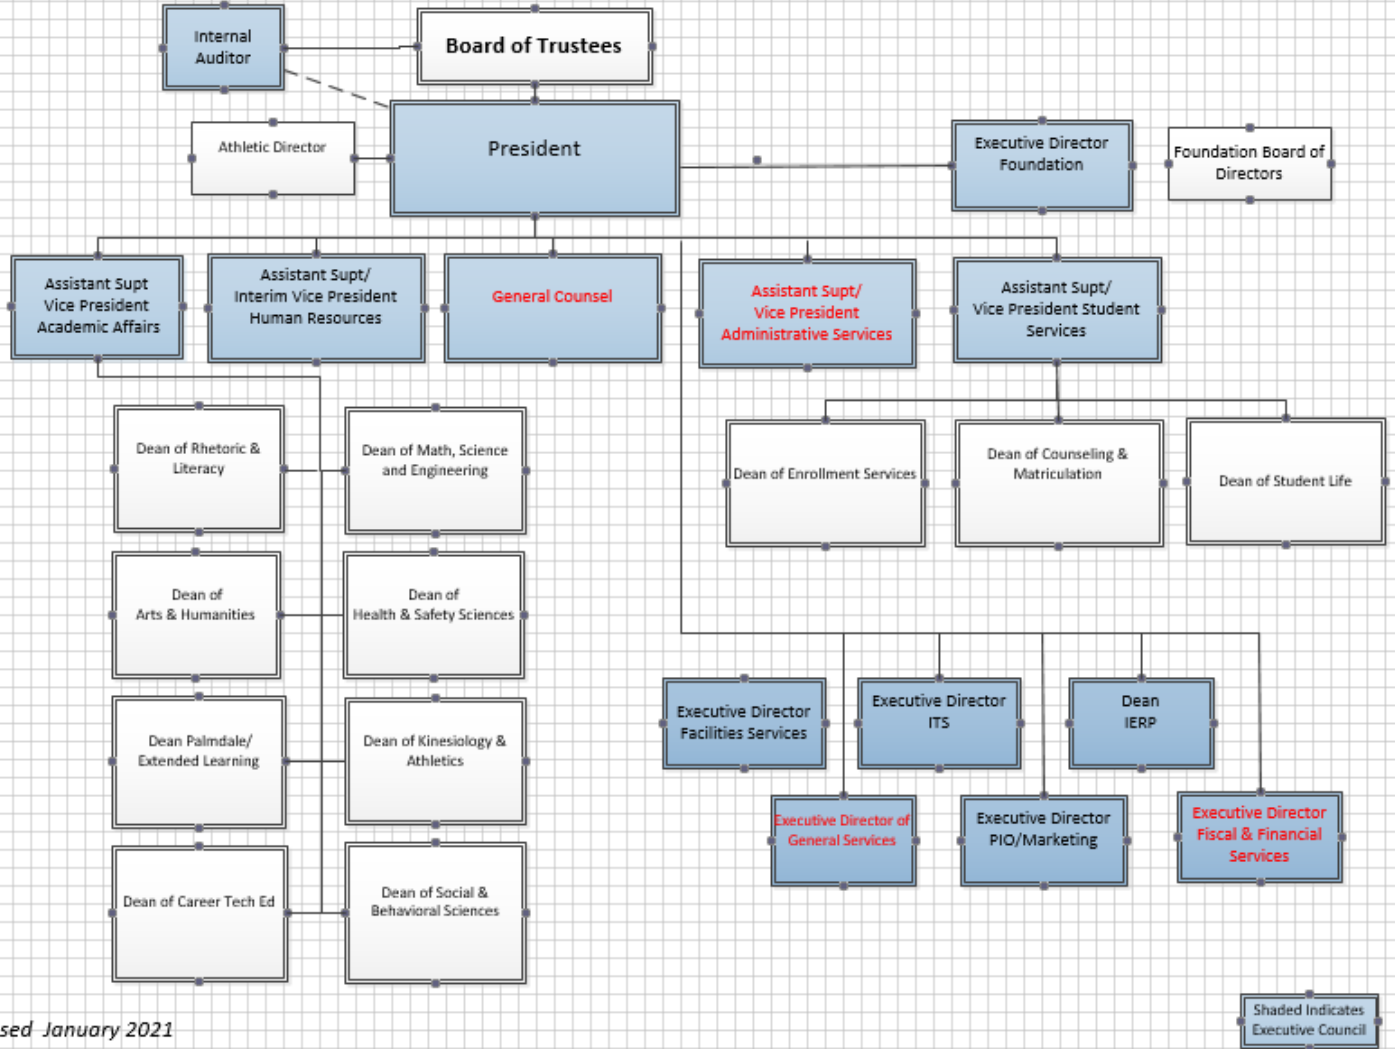 Internal
Auditor
Board of Trustees
Athletic Director
President
Executive Director
Foundation
Foundation Board of
Directors
Assistant Supt
Vice President
Academic Affairs
Assistant Supt/
Interim Vice President
Human Resources
General Counsel
Assistant Supt/
Vice President
Administrative Services
Assistant Supt/
Vice President Student
Services
Dean of Rhetoric &
Literacy
Dean of Math, Science
and Engineering
Dean of Enrollment Services
Dean of Counseling &
Matriculation
Dean of Student Life
Dean of
Arts & Humanities
Dean of
Health & Safety Sciences
Dean Palmdale/
Extended Learning
Dean of Kinesiology &
Athletics
Executive Director
Facilities Services
Executive Director
ITS
Dean
IERP
Executive Director of
General Services
Executive Director
PIO/Marketing
Executive Director
Fiscal & Financial
Services
Dean of Career Tech Ed
Dean of Social &
Behavioral Sciences
sed January 2021
Shaded Indicates
Executive Council